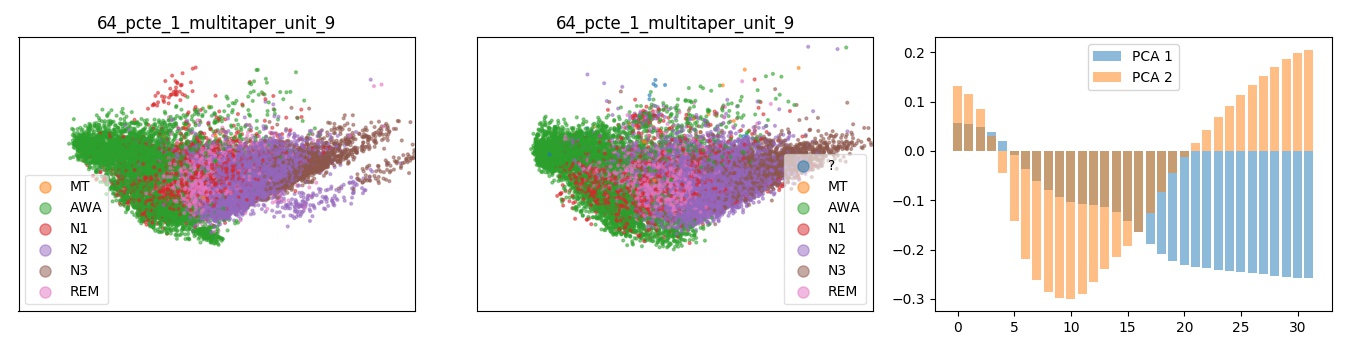 64_pcte_1_multitaper_unit_9
MT
AWA
N1
N2
N3
REM
64_pcte_1_multitaper_unit_9
?
MT
AWA
N1
N2
N3
REM
PCA 1
PCA 2
0.2
0.1
0.0
−0.1
−0.2
−0.3
0 5 10 15 20 25 30